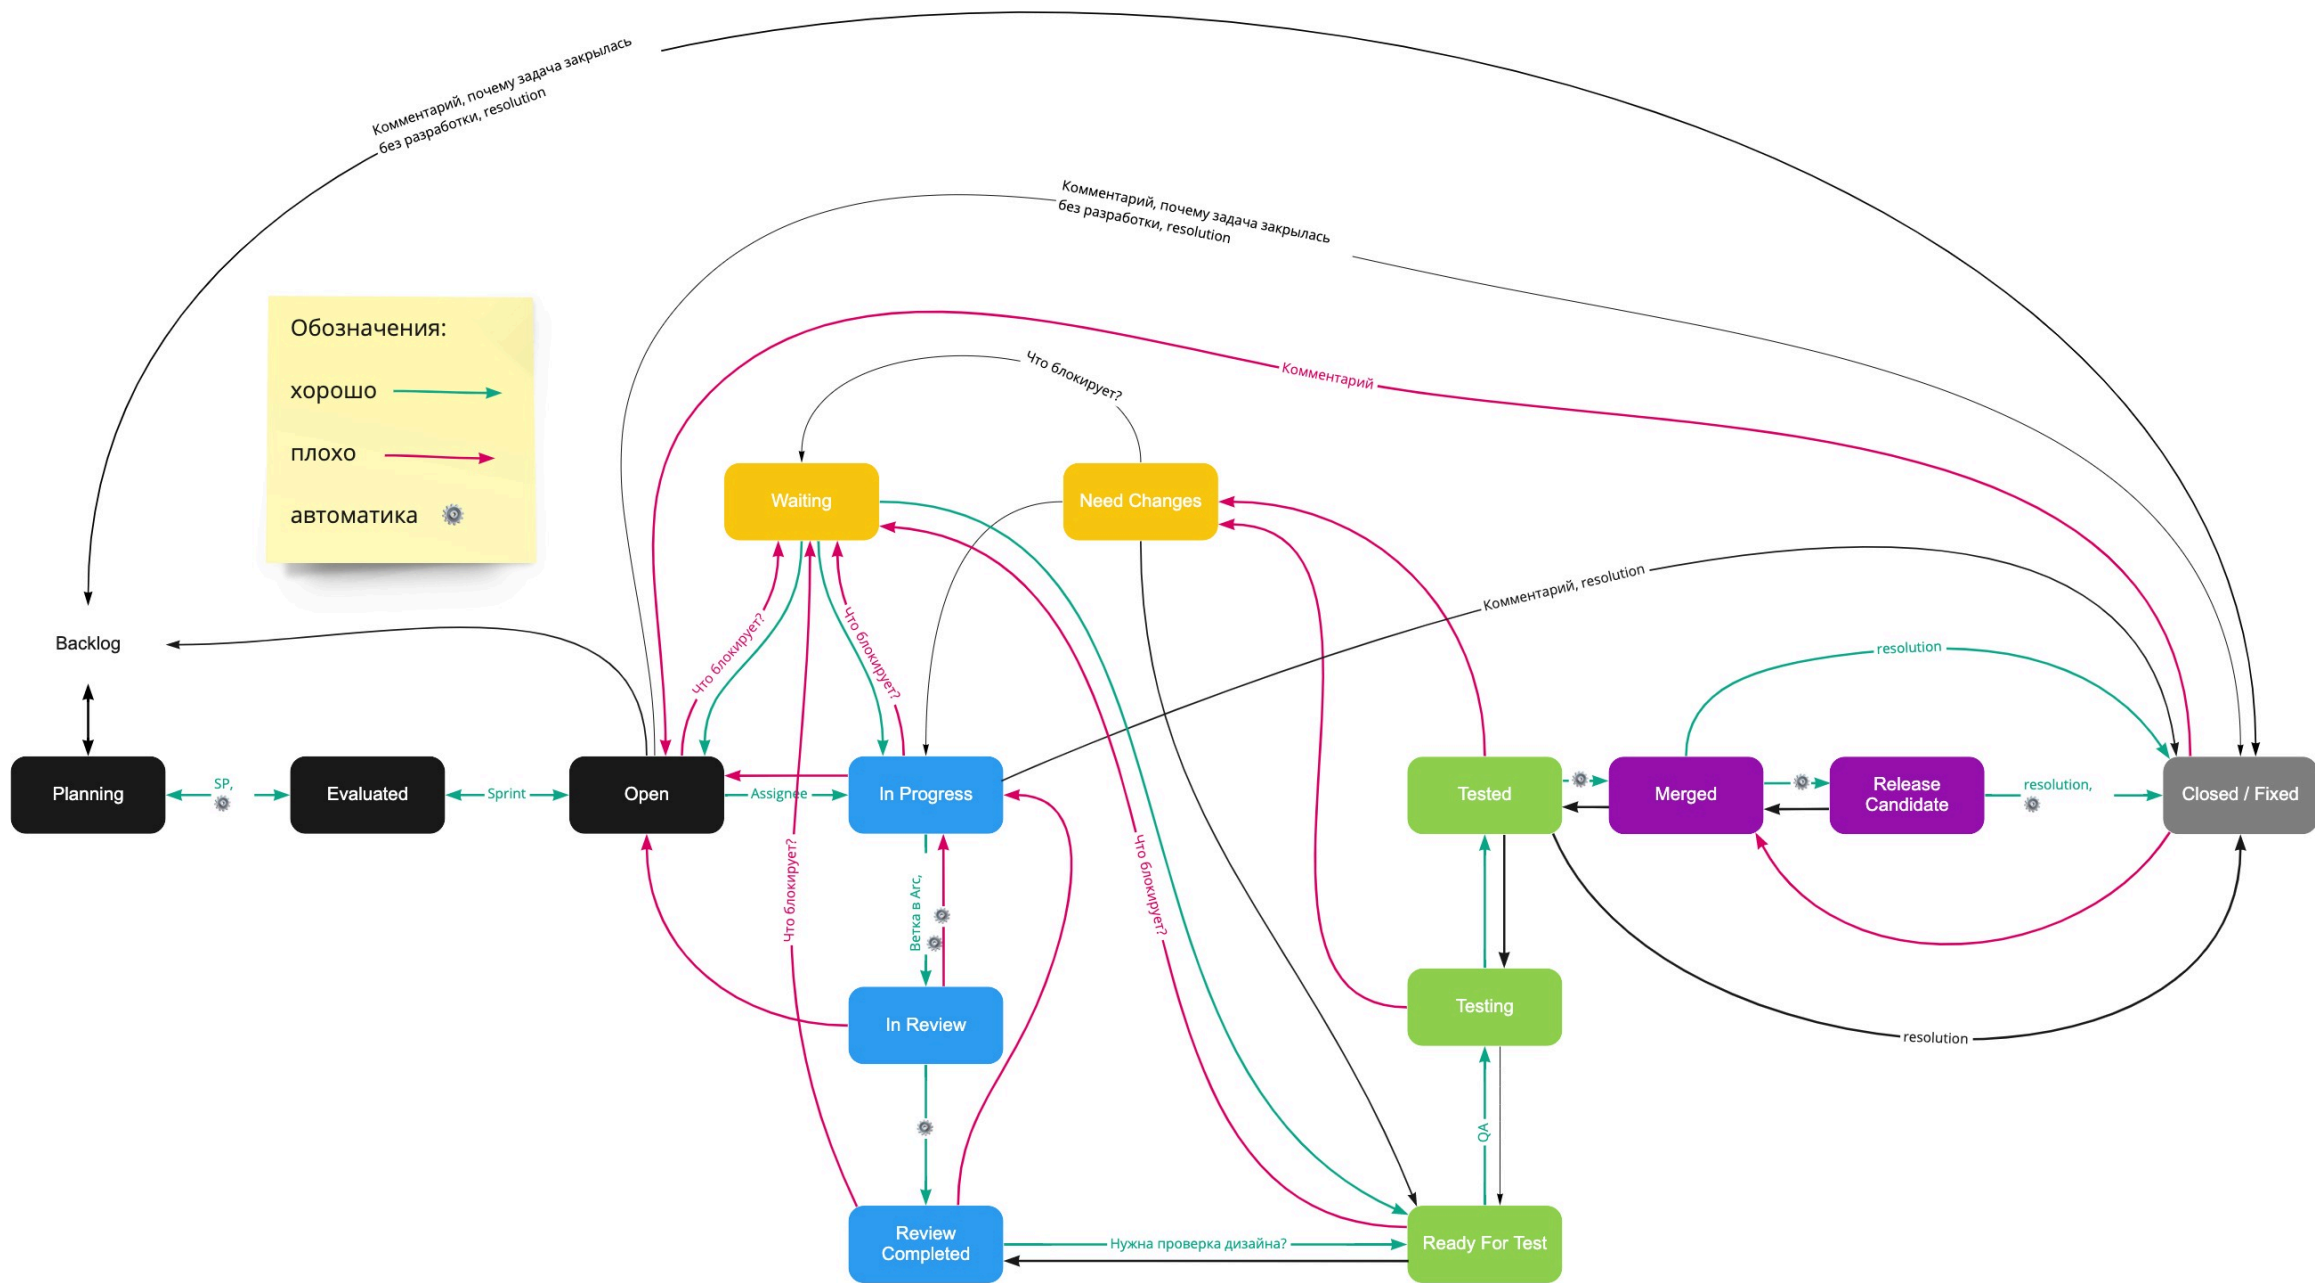 Комментарий, почему задача закрылась
без разработки, resolution
Комментарий, почему задача закрылась
без разработки, resolution
Обозначения:
хорошо
плохо
автоматика
Что блокирует?
Комментарий
Waiting
Need Changes
Комментарий, resolution
Что блокирует?
Что блокирует?
Backlog
resolution
Planning
SP,
Evaluated
Sprint
Open
Assignee
In Progress
Tested
Merged
Release
Candidate
resolution,
Closed / Fixed
Что блокирует?
Что блокирует?
Ветка в Arc,
In Review
Testing
resolution
QA
Review
Completed
Нужна проверка дизайна?
Ready For Test